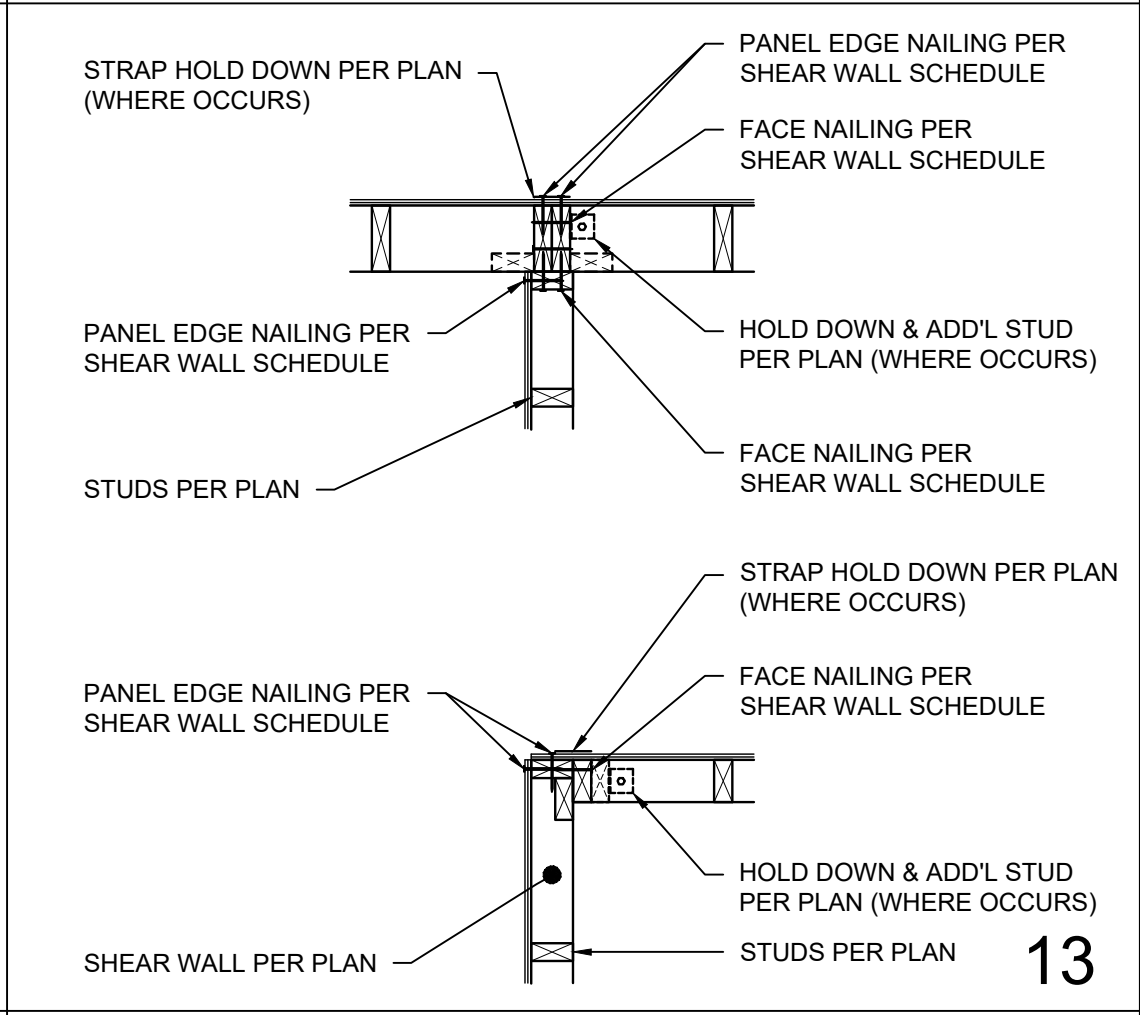 STRAP HOLD DOWN PER PLAN
(WHERE OCCURS)
PANEL EDGE NAILING PER
SHEAR WALL SCHEDULE
FACE NAILING PER
SHEAR WALL SCHEDULE
PANEL EDGE NAILING PER
SHEAR WALL SCHEDULE
HOLD DOWN & ADD'L STUD
PER PLAN (WHERE OCCURS)
FACE NAILING PER
SHEAR WALL SCHEDULE
STUDS PER PLAN
STRAP HOLD DOWN PER PLAN
(WHERE OCCURS)
PANEL EDGE NAILING PER
SHEAR WALL SCHEDULE
FACE NAILING PER
SHEAR WALL SCHEDULE
HOLD DOWN & ADD'L STUD
PER PLAN (WHERE OCCURS)
SHEAR WALL PER PLAN
STUDS PER PLAN
13